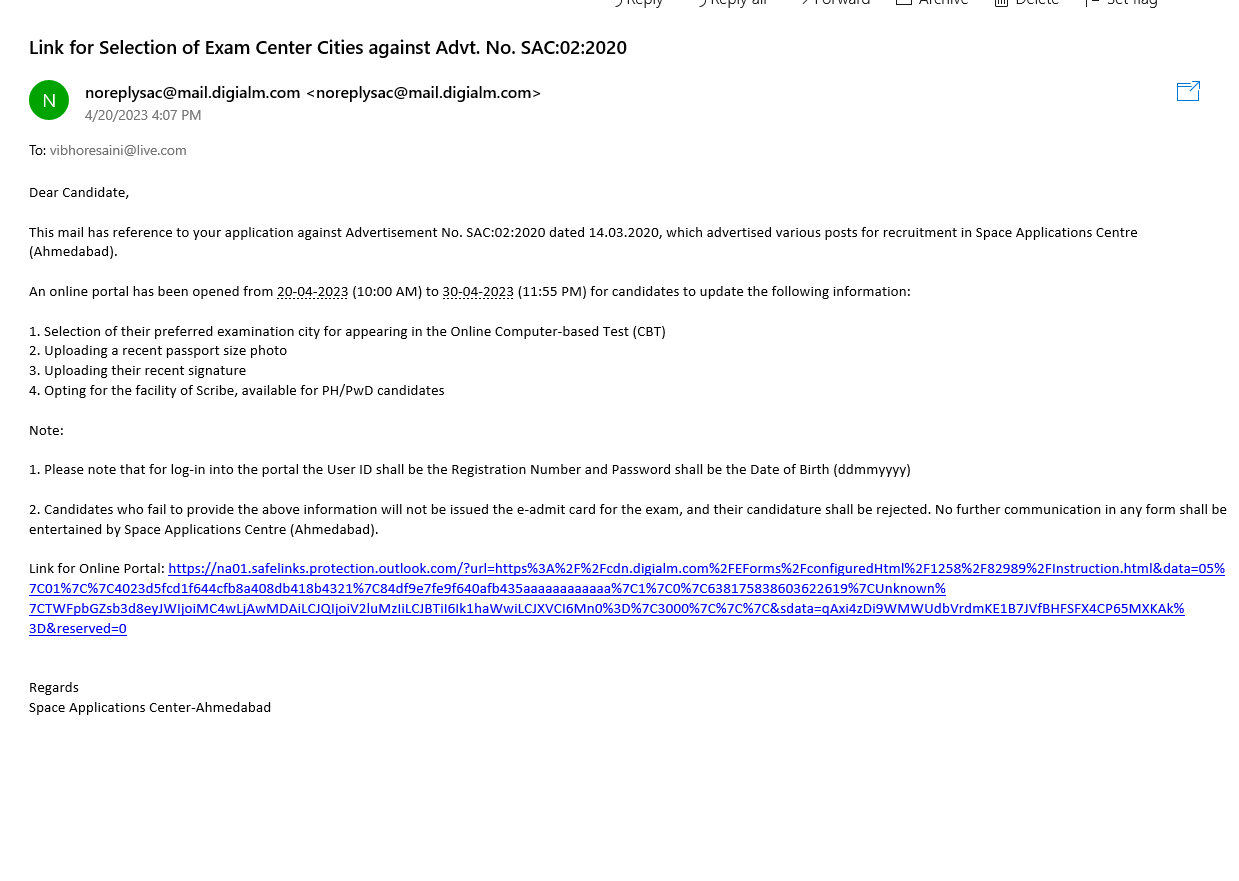 Reply Reply all Forward Archive Delete Set flag
Link for Selection of Exam Center Cities against Advt. No. SAC:02:2020
N
noreplysac@mail.digialm.com <noreplysac@mail.digialm.com>
4/20/2023 4:07 PM
To: vibhoresaini@live.com
Dear Candidate,
This mail has reference to your application against Advertisement No. SAC:02:2020 dated 14.03.2020, which advertised various posts for recruitment in Space Applications Centre
(Ahmedabad).
An online portal has been opened from 20-04-2023 (10:00 AM) to 30-04-2023 (11:55 PM) for candidates to update the following information:
1. Selection of their preferred examination city for appearing in the Online Computer-based Test (CBT)
2. Uploading a recent passport size photo
3. Uploading their recent signature
4. Opting for the facility of Scribe, available for PH/PwD candidates
Note:
1. Please note that for log-in into the portal the User ID shall be the Registration Number and Password shall be the Date of Birth (ddmmyyyy)
2. Candidates who fail to provide the above information will not be issued the e-admit card for the exam, and their candidature shall be rejected. No further communication in any form shall be
entertained by Space Applications Centre (Ahmedabad).
Link for Online Portal: https://na01.safelinks.protection.outlook.com/?url=https%3A%2F%2Fcdn.digialm.com%2FEForms%2FconfiguredHtml%2F1258%2F82989%2FInstruction.html&data=05%
7C01%7C%7C4023d5fcd1f644cfb8a408db418b4321%7C84df9e7fe9f640afb435aaaaaaaaaaaa%7C1%7C0%7C638175838603622619%7CUnknown%
7CTWFpbGZsb3d8eyJWIjoiMC4wLjAwMDAiLCJQIjoiV2luMzIiLCJBTiI6Ik1haWwiLCJXVCI6Mn0%3D%7C3000%7C%7C%7C&sdata=qAxi4zDi9WMWUdbVrdmKE1B7JVfBHFSFX4CP65MXKAk%
3D&reserved=0
Regards
Space Applications Center-Ahmedabad